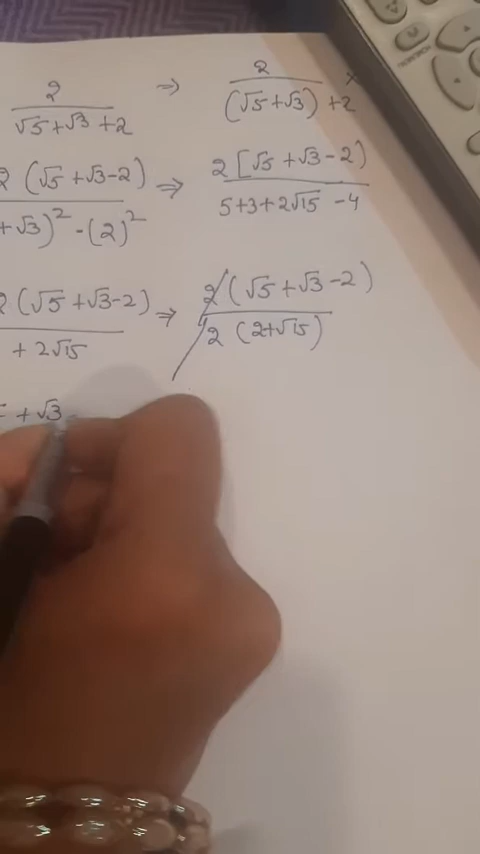 2 / √5+√3+2 ⇒ 2 / (√5+√3)+2 ×
2 (√5+√3-2) / +√3)² -(2)² ⇒ 2 [√5+√3-2) / 5+3+2√15 -4
2 (√5+√3-2) / + 2√15 ⇒ 2 (√5+√3-2) / 2 (2+√15)
+√3